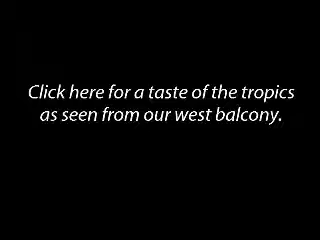 Click here for a taste of the tropics
as seen from our west balcony.